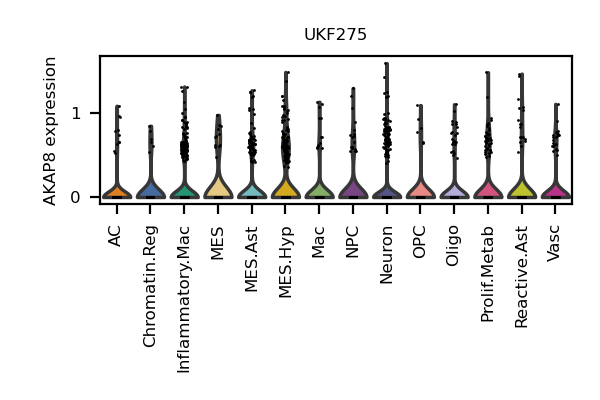 UKF275
AKAP8 expression
1
0
AC
Chromatin.Reg
Inflammatory.Mac
MES
MES.Ast
MES.Hyp
Mac
NPC
Neuron
OPC
Oligo
Prolif.Metab
Reactive.Ast
Vasc